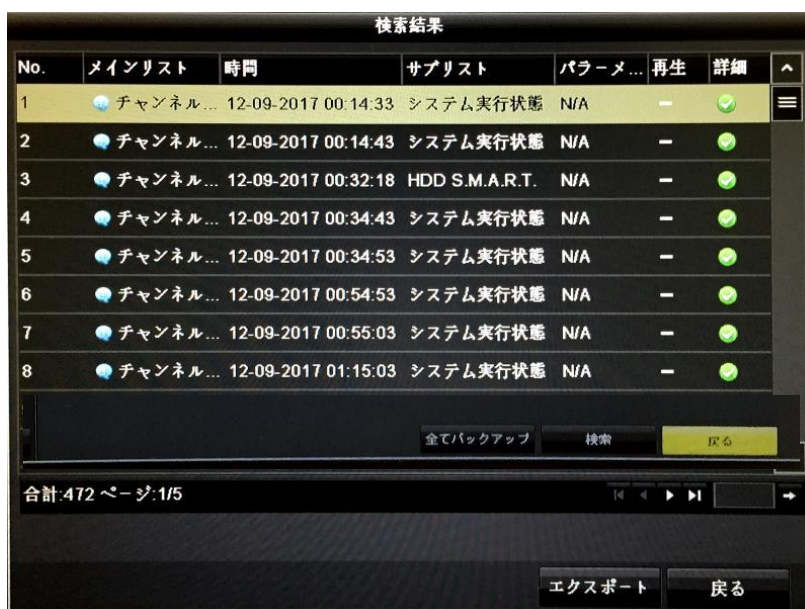 検索結果
No. メインリスト 時間 サブリスト パラーメ... 再生 詳細
1 チャンネル... 12-09-2017 00:14:33 システム実行状態 N/A
2 チャンネル... 12-09-2017 00:14:43 システム実行状態 N/A
3 チャンネル... 12-09-2017 00:32:18 HDD S.M.A.R.T. N/A
4 チャンネル... 12-09-2017 00:34:43 システム実行状態 N/A
5 チャンネル... 12-09-2017 00:34:53 システム実行状態 N/A
6 チャンネル... 12-09-2017 00:54:53 システム実行状態 N/A
7 チャンネル... 12-09-2017 00:55:03 システム実行状態 N/A
8 チャンネル... 12-09-2017 01:15:03 システム実行状態 N/A
全てバックアップ 検索 戻る
合計:472 ページ:1/5
エクスポート 戻る